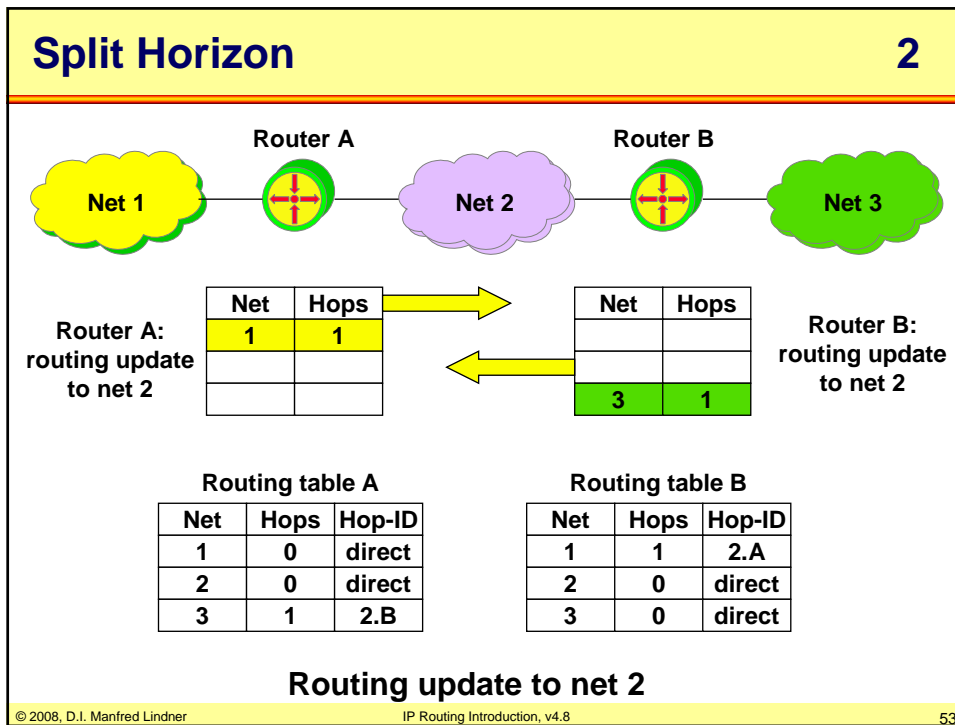 Split Horizon 2
Router A Router B
Net 1 Net 2 Net 3
Router A:
routing update
to net 2
Net Hops
1 1
Net Hops
3 1
Router B:
routing update
to net 2
Routing table A
Net Hops Hop-ID
1 0 direct
2 0 direct
3 1 2.B
Routing table B
Net Hops Hop-ID
1 1 2.A
2 0 direct
3 0 direct
Routing update to net 2
© 2008, D.I. Manfred Lindner IP Routing Introduction, v4.8 53